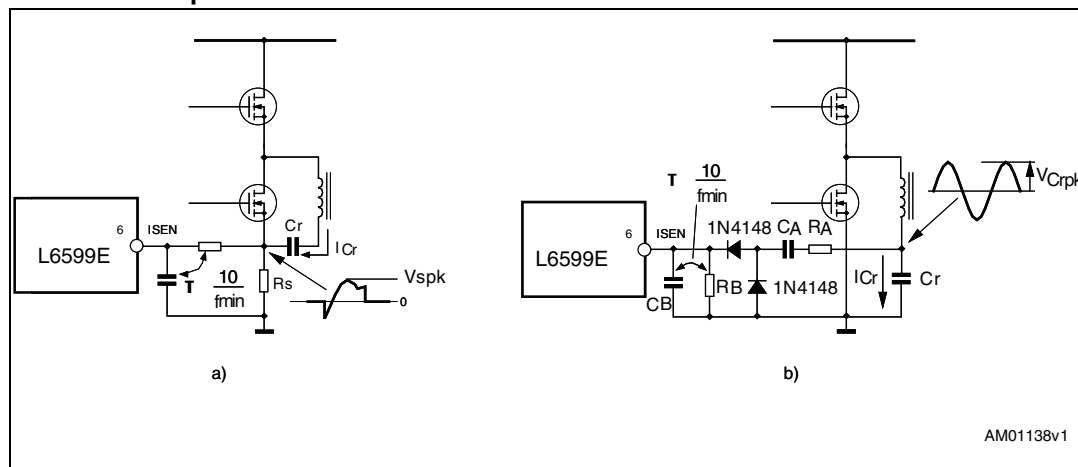 a)
L6599E
6
ISEN
T
10
fmin
Cr
ICr
Rs
Vspk
0
b)
L6599E
6
ISEN
T
10
fmin
1N4148
CA
RA
CB
RB
1N4148
ICr
Cr
VCrpk
AM01138v1